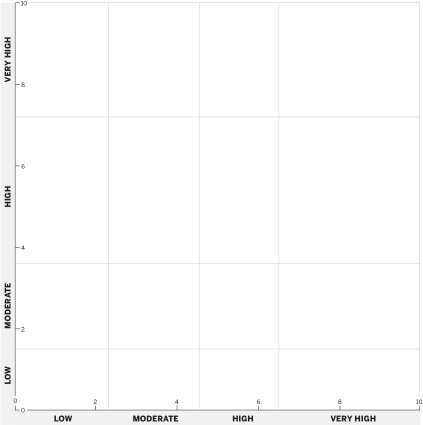 10
VERY HIGH
8
6
HIGH
4
MODERATE
2
LOW
0
0 2 4 6 8 10
LOW MODERATE HIGH VERY HIGH